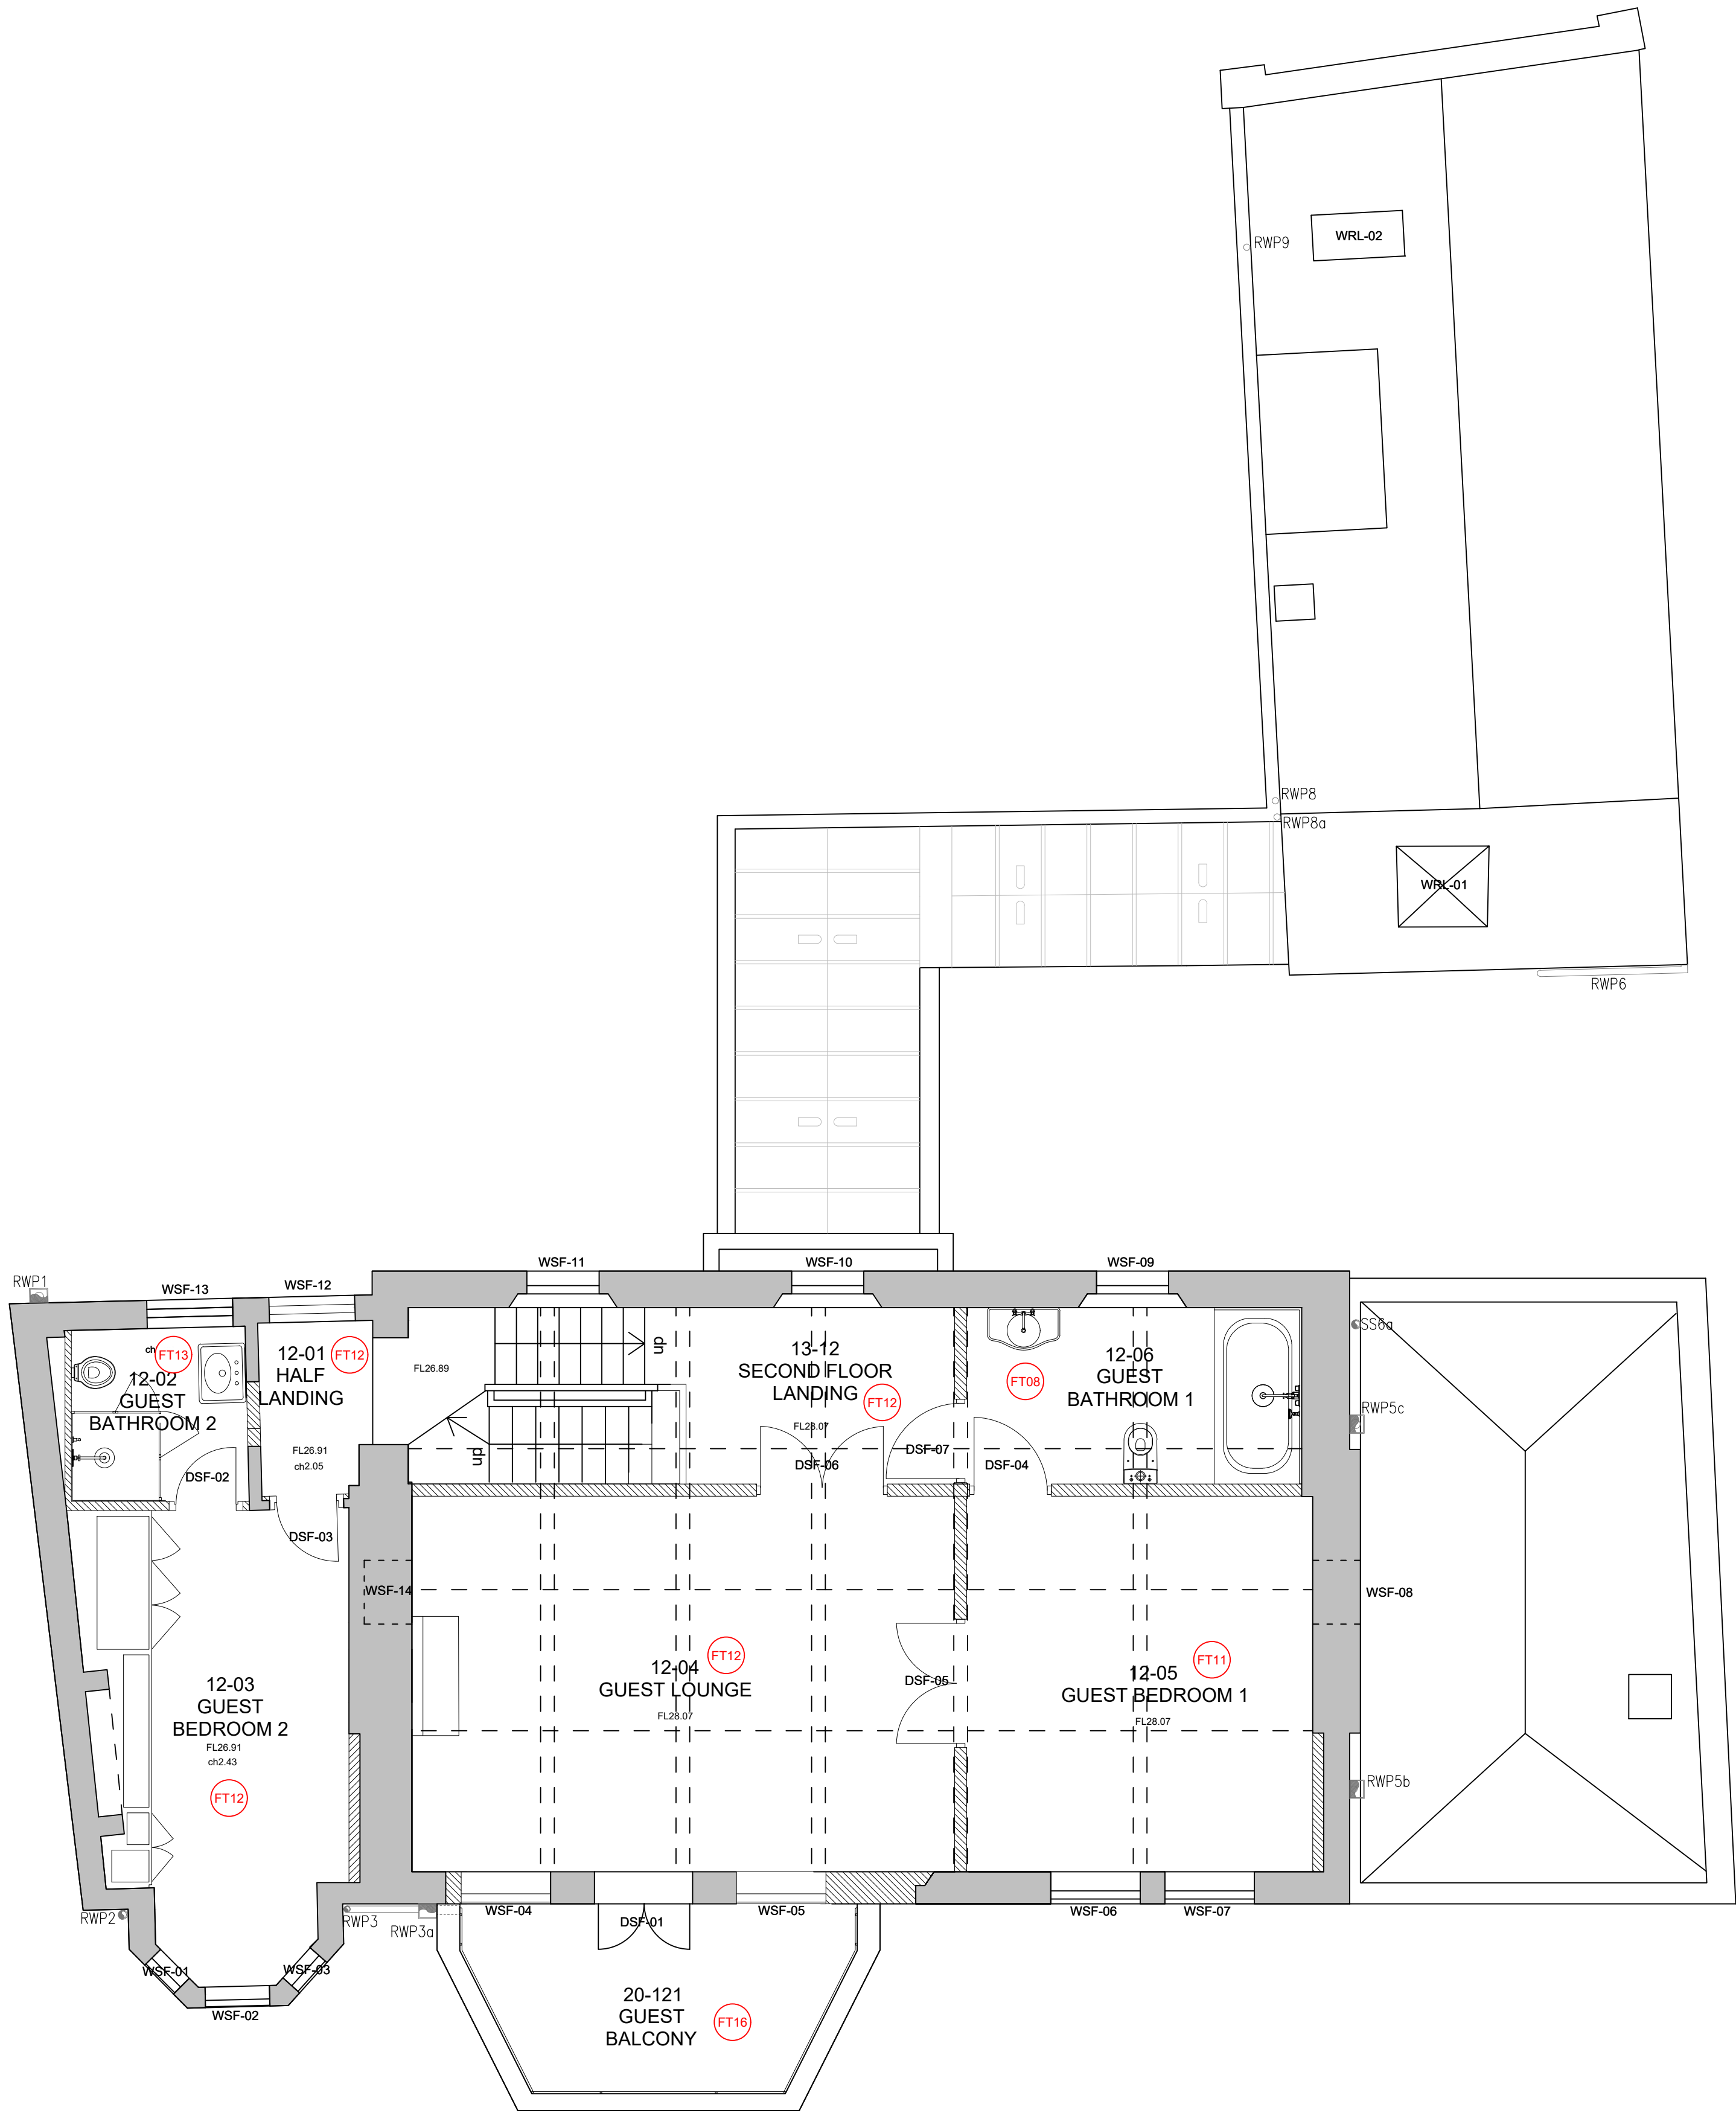 RWP9
WRL-02
RWP8
RWP8a
WRL-01
RWP6
RWP1
WSF-13
WSF-12
WSF-11
WSF-10
WSF-09
SS6a
RWP5c
ch
FT13
12-02
GUEST
BATHROOM 2
12-01
HALF
LANDING
FT12
FL26.91
ch2.05
FL26.89
dn
dn
13-12
SECOND FLOOR
LANDING
FT12
FL28.07
12-06
GUEST
BATHROOM 1
FT08
DSF-02
DSF-03
DSF-06
DSF-07
DSF-04
WSF-14
WSF-08
12-03
GUEST
BEDROOM 2
FL26.91
ch2.43
FT12
12-04
GUEST LOUNGE
FL28.07
FT12
DSF-05
12-05
GUEST BEDROOM 1
FL28.07
FT11
RWP5b
RWP2
RWP3
RWP3a
WSF-04
DSF-01
WSF-05
WSF-06
WSF-07
WSF-01
WSF-03
WSF-02
20-121
GUEST
BALCONY
FT16